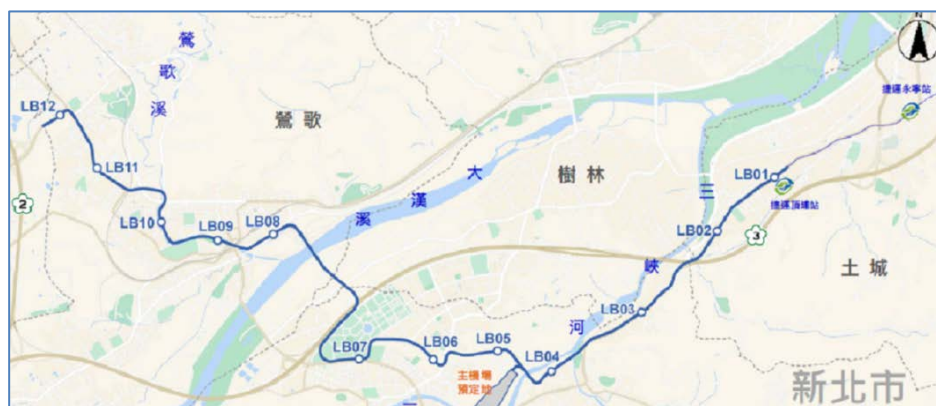 N
鶯歌溪
捷運永寧站
LB12
鶯歌
大漢溪
樹林
三峽河
LB01
捷運頂埔站
LB11
2
LB10
LB09
LB08
LB02
3
土城
LB03
LB07
LB06
LB05
LB04
主機場
預定地
新北市